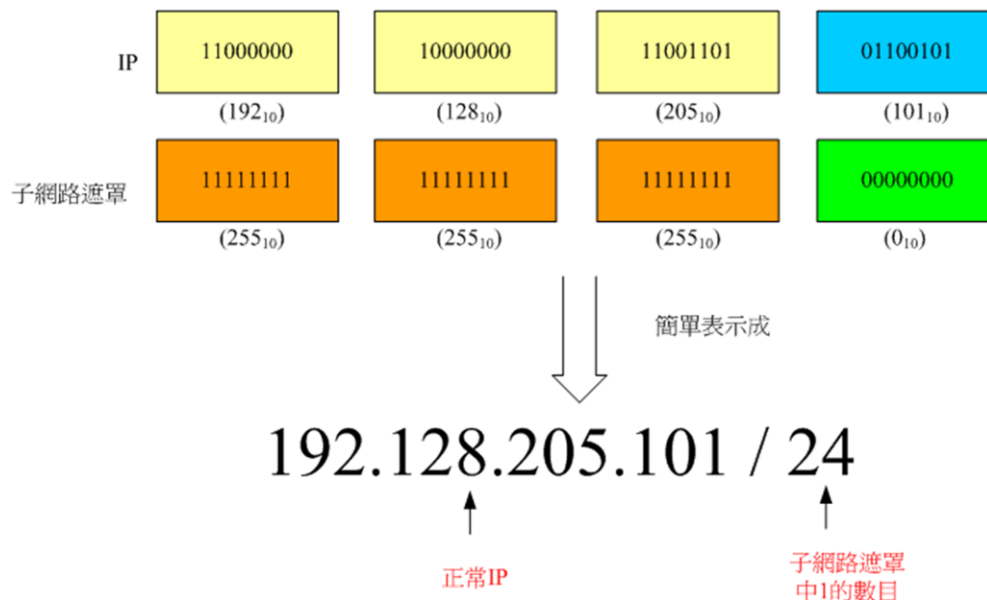 IP 11000000 10000000 11001101 01100101
(192₁₀) (128₁₀) (205₁₀) (101₁₀)
子網路遮罩 11111111 11111111 11111111 00000000
(255₁₀) (255₁₀) (255₁₀) (0₁₀)
簡單表示成
192.128.205.101 / 24
正常IP
子網路遮罩
中1的數目